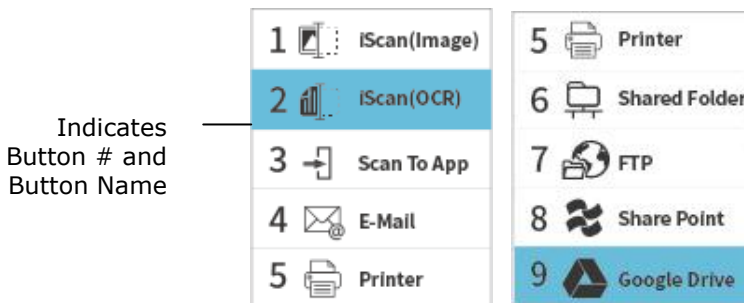 Indicates
Button # and
Button Name
1 iScan(Image)
2 iScan(OCR)
3 Scan To App
4 E-Mail
5 Printer
5 Printer
6 Shared Folder
7 FTP
8 Share Point
9 Google Drive